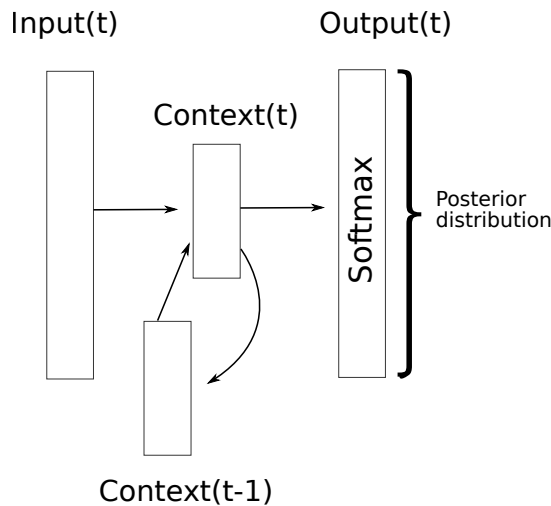 Input(t)
Output(t)
Context(t)
Softmax
Posterior
distribution
Context(t-1)